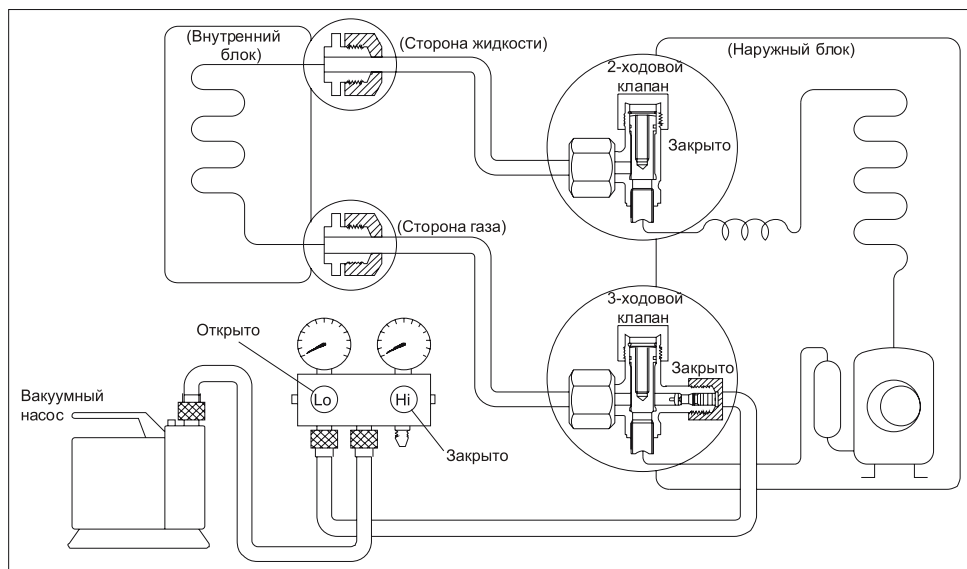 (Внутренний
блок)
(Сторона жидкости)
(Наружный блок)
2-ходовой
клапан
Закрыто
(Сторона газа)
3-ходовой
клапан
Закрыто
Открыто
Lo
Hi
Вакуумный
насос
Закрыто